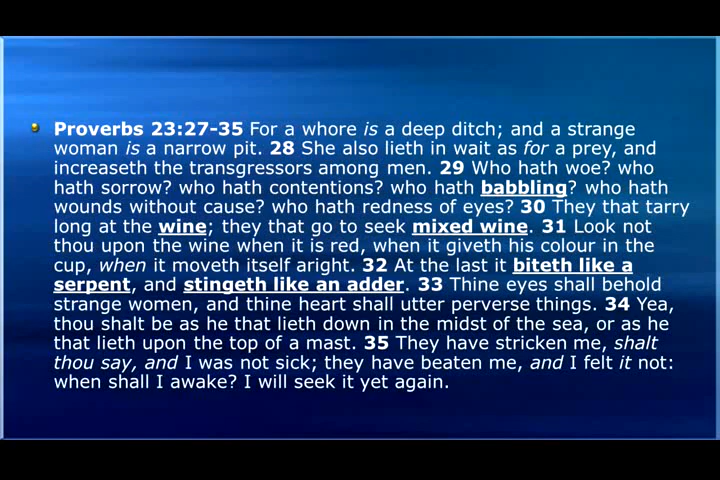 Proverbs 23:27-35 For a whore is a deep ditch; and a strange
woman is a narrow pit. 28 She also lieth in wait as for a prey, and
increaseth the transgressors among men. 29 Who hath woe? who
hath sorrow? who hath contentions? who hath babbling? who hath
wounds without cause? who hath redness of eyes? 30 They that tarry
long at the wine; they that go to seek mixed wine. 31 Look not
thou upon the wine when it is red, when it giveth his colour in the
cup, when it moveth itself aright. 32 At the last it biteth like a
serpent, and stingeth like an adder. 33 Thine eyes shall behold
strange women, and thine heart shall utter perverse things. 34 Yea,
thou shalt be as he that lieth down in the midst of the sea, or as he
that lieth upon the top of a mast. 35 They have stricken me, shalt
thou say, and I was not sick; they have beaten me, and I felt it not:
when shall I awake? I will seek it yet again.